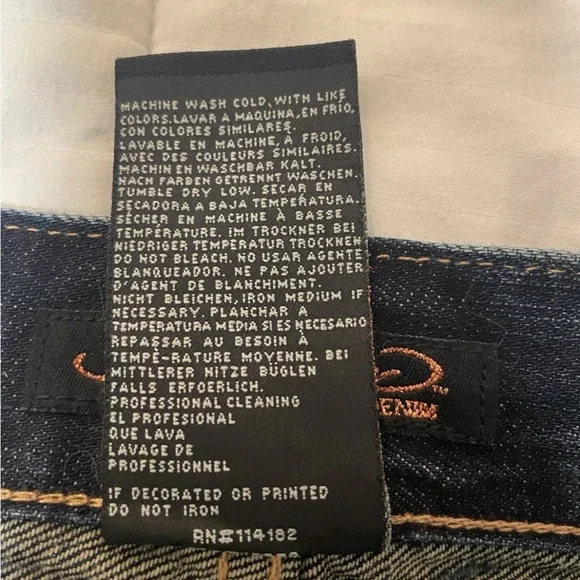 MACHINE WASH COLD, WITH LIKE
COLORS.LAVAR A MAQUINA, EN FRÍO,
CON COLORES SIMILARES.
LAVABLE EN MACHINE, À FROID,
AVEC DES COULEURS SIMILAIRES.
MACHIN EN WASCHBAR KALT.
NACH FARBEN GETRENNT WASCHEN.
TUMBLE DRY LOW. SECAR EN
SECADORA A BAJA TEMPERATURA.
SÉCHER EN MACHINE À BASSE
TEMPÉRATURE. IM TROCKNER BEI
NIEDRIGER TEMPERATUR TROCKNEN
DO NOT BLEACH. NO USAR AGENTE
BLANQUEADOR. NE PAS AJOUTER
D'AGENT DE BLANCHIMENT.
NICHT BLEICHEN, IRON MEDIUM IF
NECESSARY. PLANCHAR A
TEMPERATURA MEDIA SI ES NECESARIO
REPASSAR AU BESOIN À
TEMPÈ-RATURE MOYENNE. BEI
MITTLERER NITZE BÜGLEN
FALLS ERFOERLICH.
PROFESSIONAL CLEANING
EL PROFESIONAL
QUE LAVA
LAVAGE DE
PROFESSIONNEL
IF DECORATED OR PRINTED
DO NOT IRON
RN#114182
DENIM